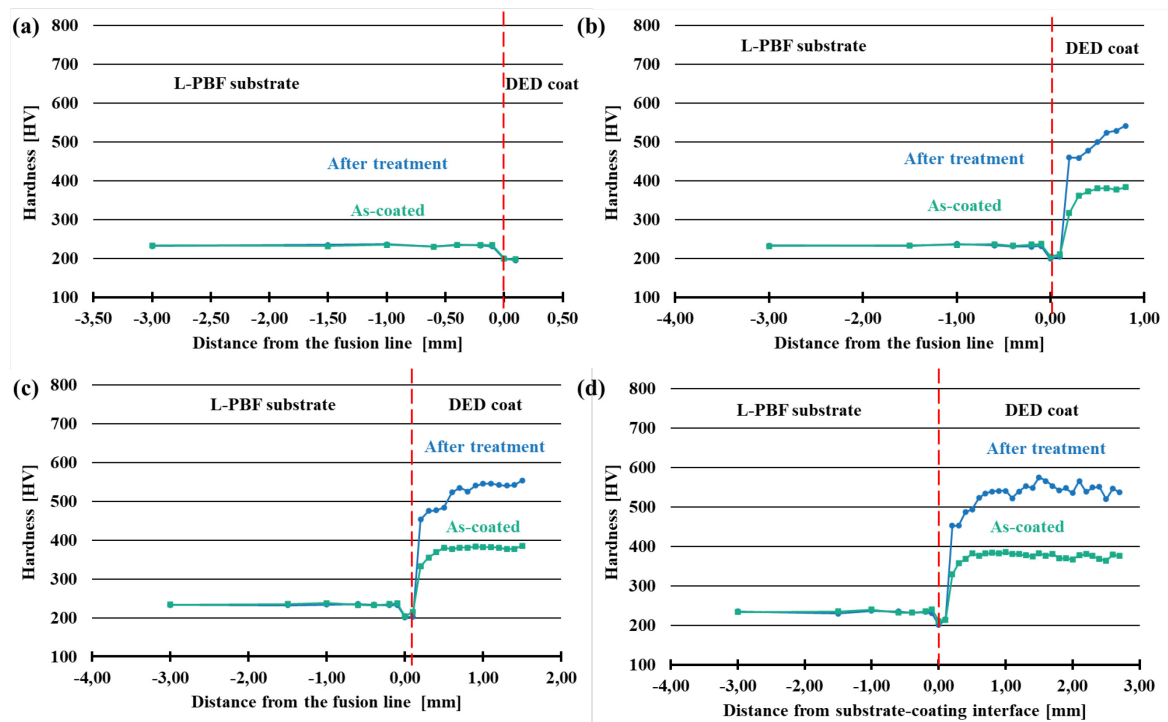 (a)
800
700
600
500
400
300
200
100
Hardness [HV]
L-PBF substrate
DED coat
After treatment
As-coated
-3,50 -3,00 -2,50 -2,00 -1,50 -1,00 -0,50 0,00 0,50
Distance from the fusion line [mm]
(b)
800
700
600
500
400
300
200
100
Hardness [HV]
L-PBF substrate
DED coat
After treatment
As-coated
-4,00 -3,00 -2,00 -1,00 0,00 1,00
Distance from the fusion line [mm]
(c)
800
700
600
500
400
300
200
100
Hardness [HV]
L-PBF substrate
DED coat
After treatment
As-coated
-4,00 -3,00 -2,00 -1,00 0,00 1,00 2,00
Distance from the fusion line [mm]
(d)
800
700
600
500
400
300
200
100
Hardness [HV]
L-PBF substrate
DED coat
After treatment
As-coated
-4,00 -3,00 -2,00 -1,00 0,00 1,00 2,00 3,00
Distance from substrate-coating interface [mm]